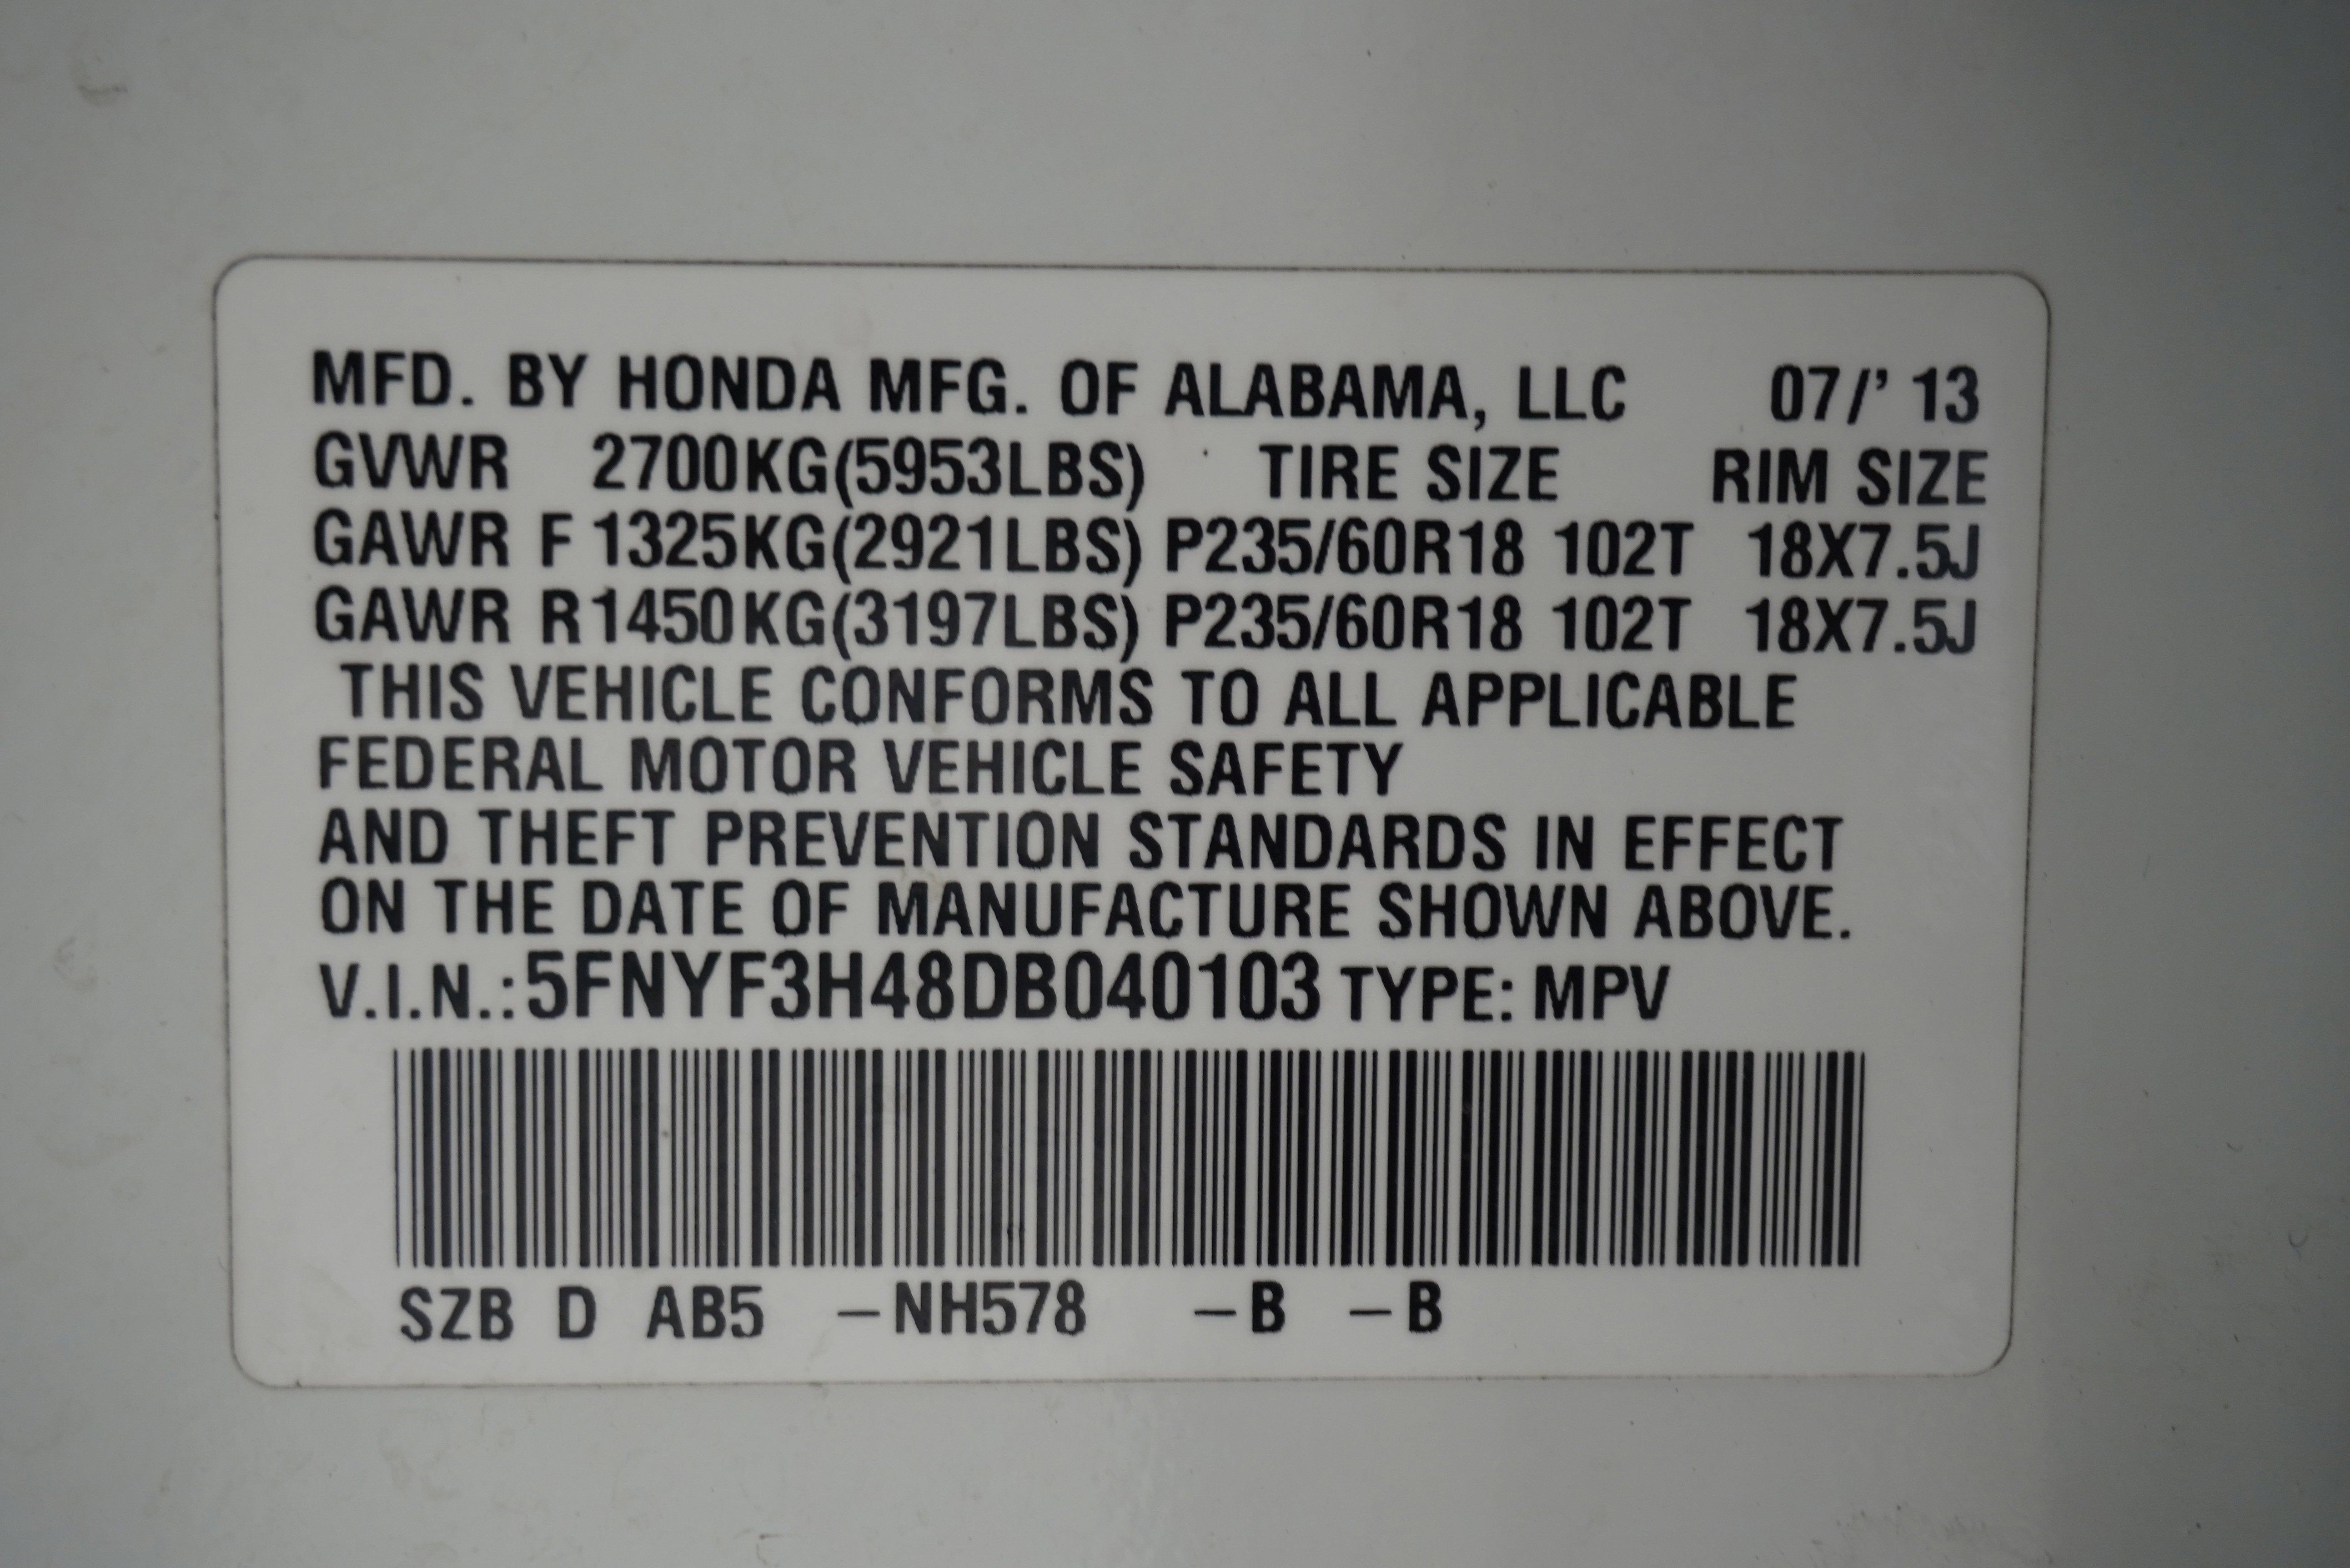 MFD. BY HONDA MFG. OF ALABAMA, LLC 07/' 13
GVWR 2700KG(5953LBS) TIRE SIZE RIM SIZE
GAWR F 1325KG(2921LBS) P235/60R18 102T 18X7.5J
GAWR R 1450KG(3197LBS) P235/60R18 102T 18X7.5J
THIS VEHICLE CONFORMS TO ALL APPLICABLE
FEDERAL MOTOR VEHICLE SAFETY
AND THEFT PREVENTION STANDARDS IN EFFECT
ON THE DATE OF MANUFACTURE SHOWN ABOVE.
V.I.N.:5FNYF3H48DB040103 TYPE: MPV
SZB D AB5 –NH578 –B –B